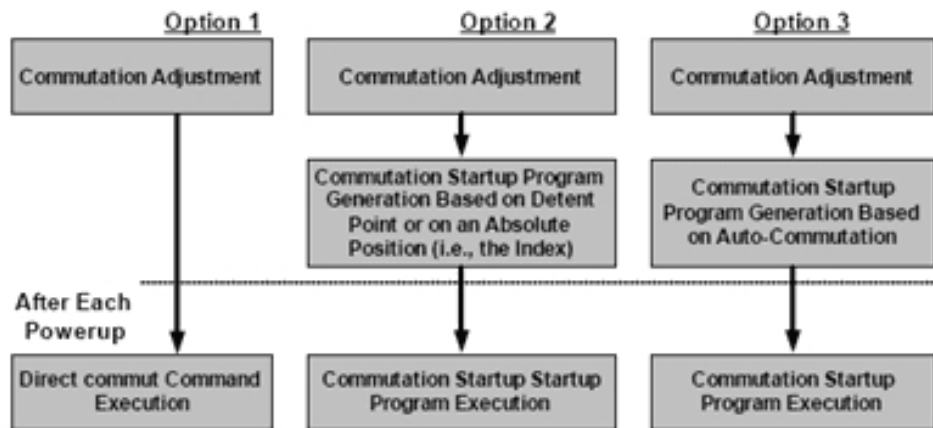 Option 1
Option 2
Option 3
Commutation Adjustment
Commutation Adjustment
Commutation Adjustment
Commutation Startup Program
Generation Based on Detent
Point or on an Absolute
Position (i.e., the Index)
Commutation Startup
Program Generation Based
on Auto-Commutation
After Each
Powerup
Direct commut Command
Execution
Commutation Startup Startup
Program Execution
Commutation Startup
Program Execution